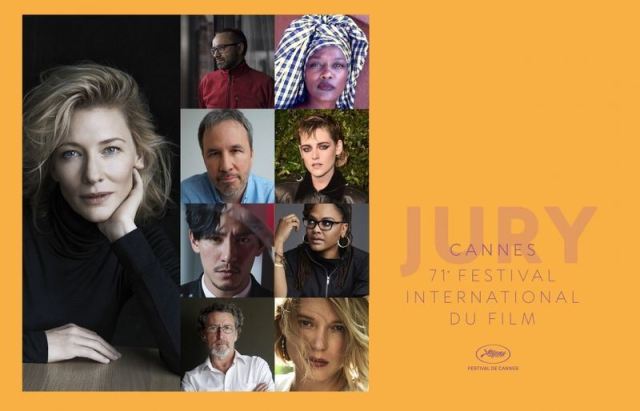 JURY
CANNES
71e FESTIVAL
INTERNATIONAL
DU FILM
FESTIVAL DE CANNES